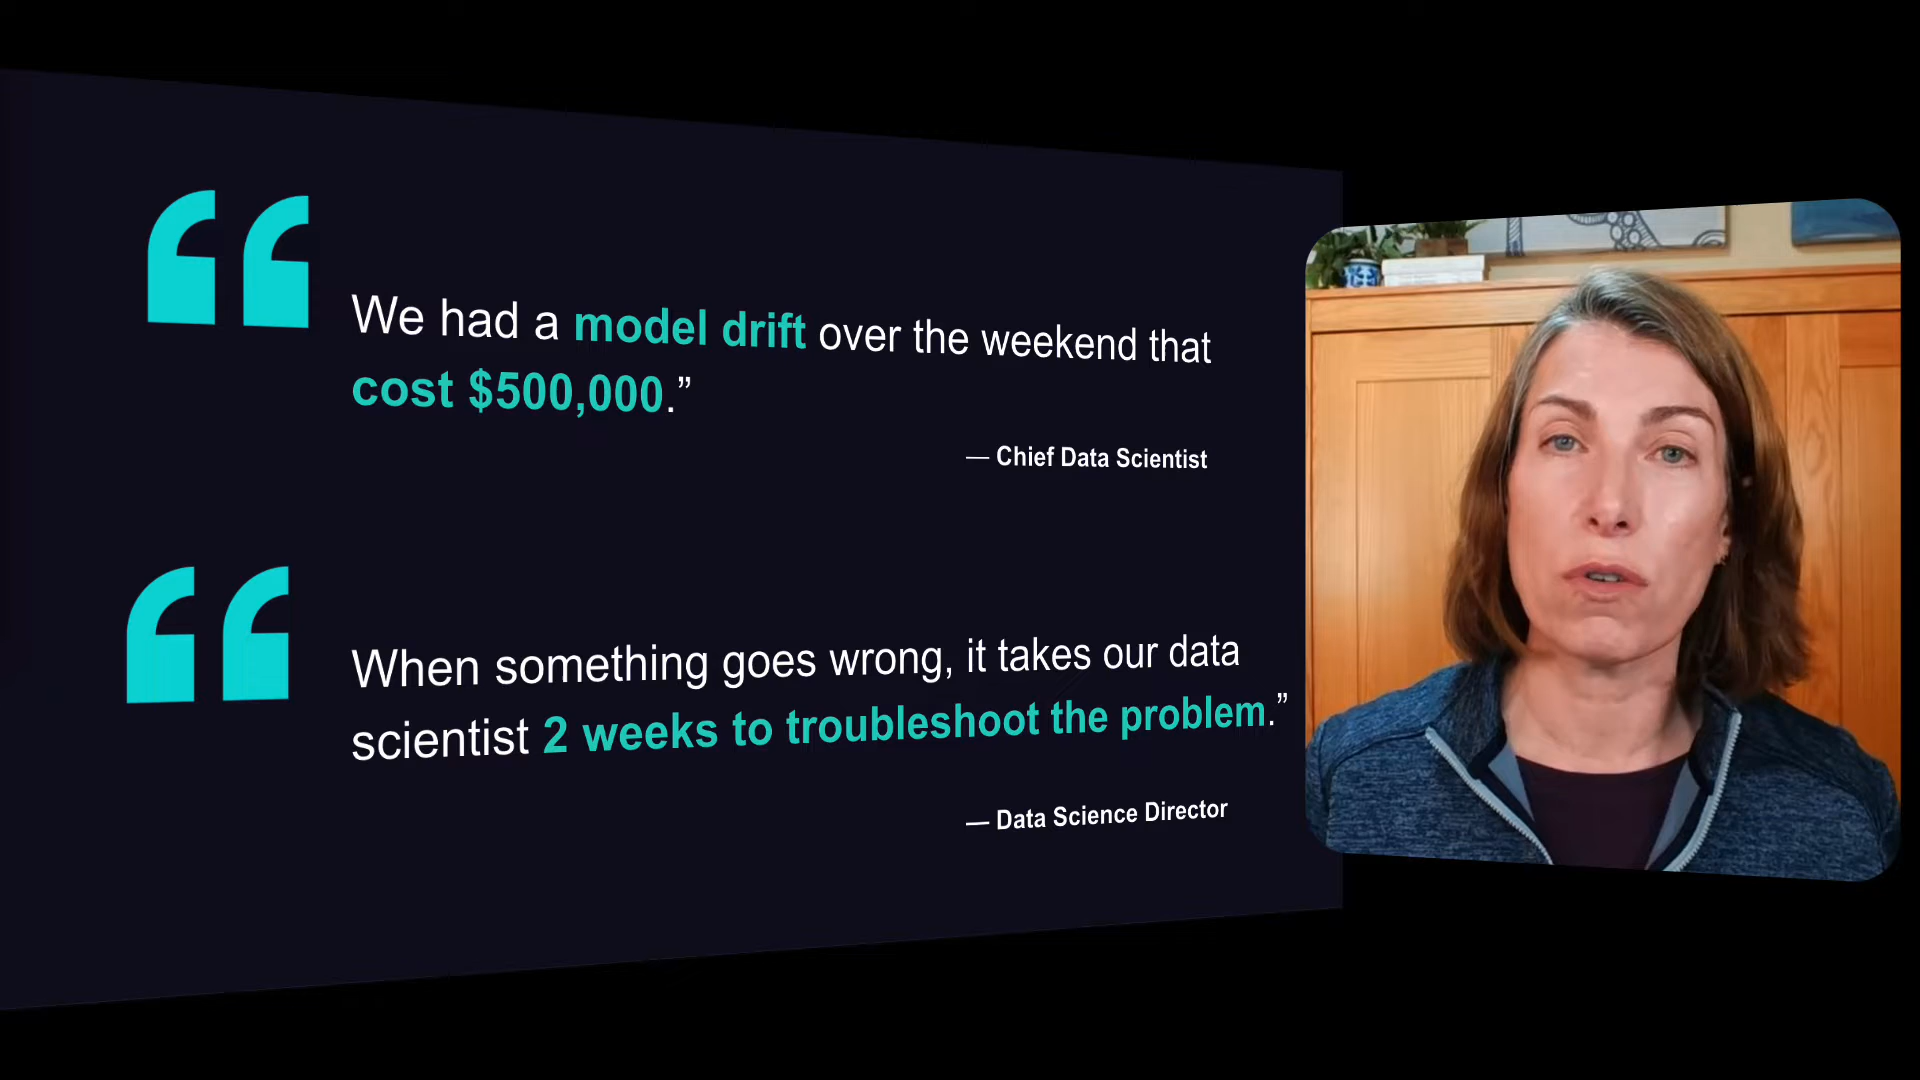 “
We had a model drift over the weekend that
cost $500,000.”
— Chief Data Scientist
“
When something goes wrong, it takes our data
scientist 2 weeks to troubleshoot the problem.”
— Data Science Director